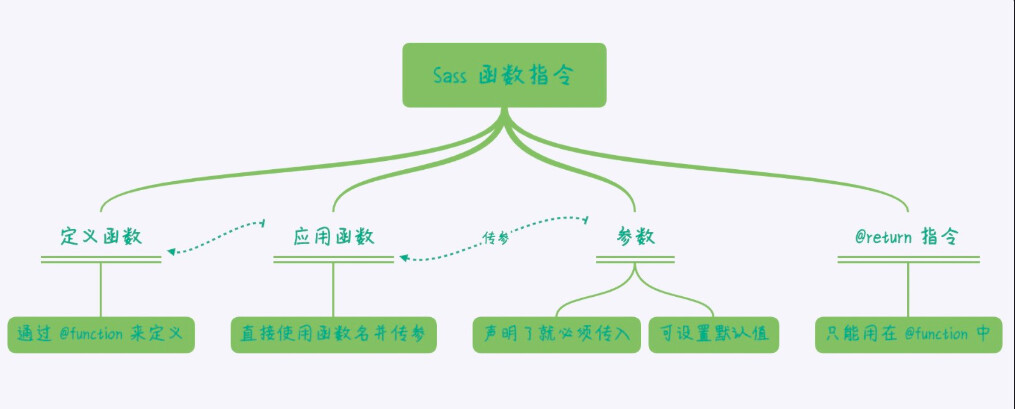 Sass 函数指令
定义函数
应用函数
传参
参数
@return 指令
通过 @function 来定义
直接使用函数名并传参
声明了就必须传入
可设置默认值
只能用在 @function 中